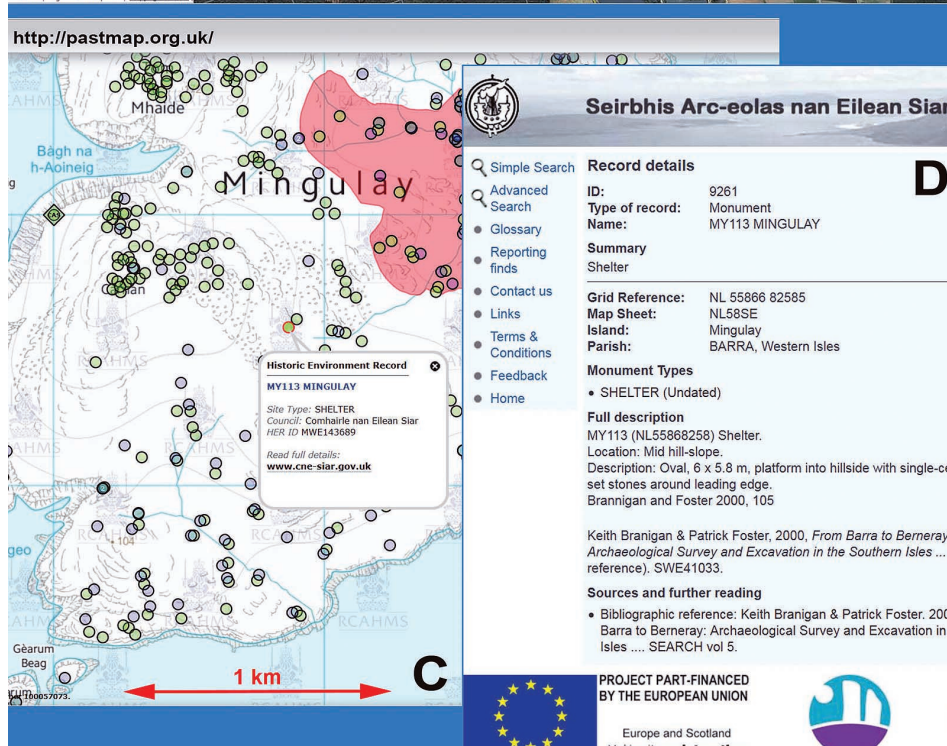 http://pastmap.org.uk/
Mhaide
Bàgh na
h-Aoineig
Mingulay
RCAHMS
Historic Environment Record
MY113 MINGULAY
Site Type: SHELTER
Council: Comhairle nan Eilean Siar
HER ID MWE143689
Read full details:
www.cne-siar.gov.uk
104
geo
Gèarum
Beag
100057073.
1 km
C
Seirbhis Arc-eolas nan Eilean Siar
D
Simple Search
Advanced
Search
Glossary
Reporting
finds
Contact us
Links
Terms &
Conditions
Feedback
Home
Record details
ID: 9261
Type of record: Monument
Name: MY113 MINGULAY
Summary
Shelter
Grid Reference: NL 55866 82585
Map Sheet: NL58SE
Island: Mingulay
Parish: BARRA, Western Isles
Monument Types
• SHELTER (Undated)
Full description
MY113 (NL55868258) Shelter.
Location: Mid hill-slope.
Description: Oval, 6 x 5.8 m, platform into hillside with single-ce
set stones around leading edge.
Brannigan and Foster 2000, 105
Keith Branigan & Patrick Foster, 2000, From Barra to Berneray
Archaeological Survey and Excavation in the Southern Isles ...
reference). SWE41033.
Sources and further reading
• Bibliographic reference: Keith Branigan & Patrick Foster. 200
Barra to Berneray: Archaeological Survey and Excavation in
Isles .... SEARCH vol 5.
PROJECT PART-FINANCED
BY THE EUROPEAN UNION
Europe and Scotland